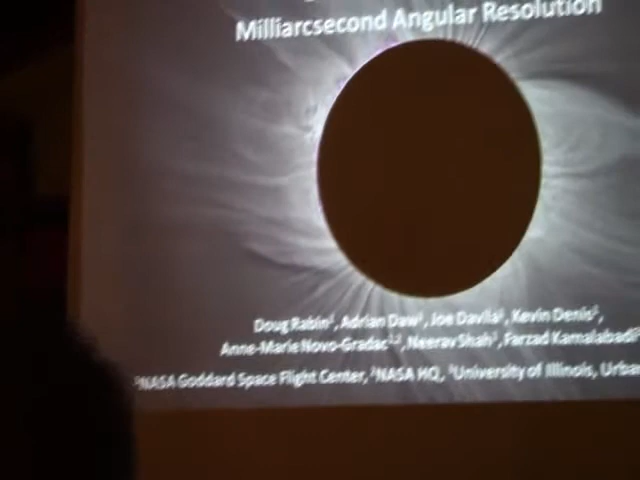 Milliarcsecond Angular Resolution
Doug Rabin¹, Adrian Daw¹, Joe Davila¹, Kevin Denis¹,
Anne-Marie Novo-Gradac¹,², Neerav Shah¹, Farzad Kamalabadi³
¹NASA Goddard Space Flight Center, ²NASA HQ, ³University of Illinois,